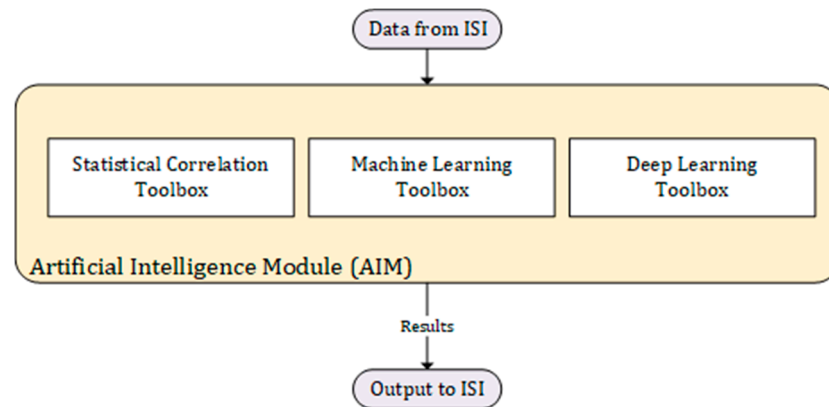 Data from ISI
Statistical Correlation
Toolbox
Machine Learning
Toolbox
Deep Learning
Toolbox
Artificial Intelligence Module (AIM)
Results
Output to ISI